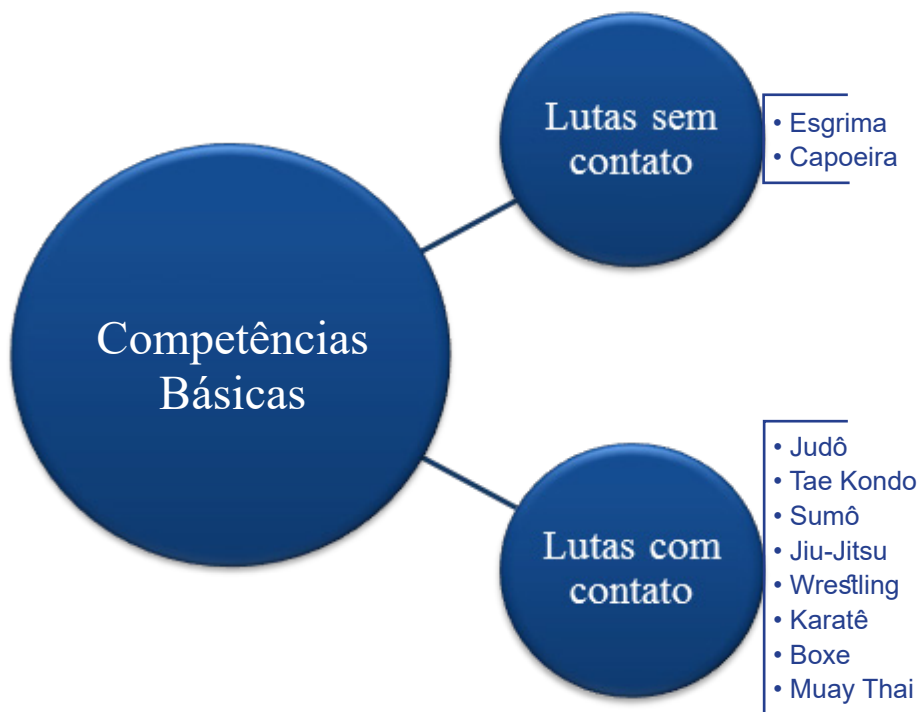 Lutas sem
contato
• Esgrima
• Capoeira
Competências
Básicas
Lutas com
contato
• Judô
• Tae Kondo
• Sumô
• Jiu-Jitsu
• Wrestling
• Karatê
• Boxe
• Muay Thai